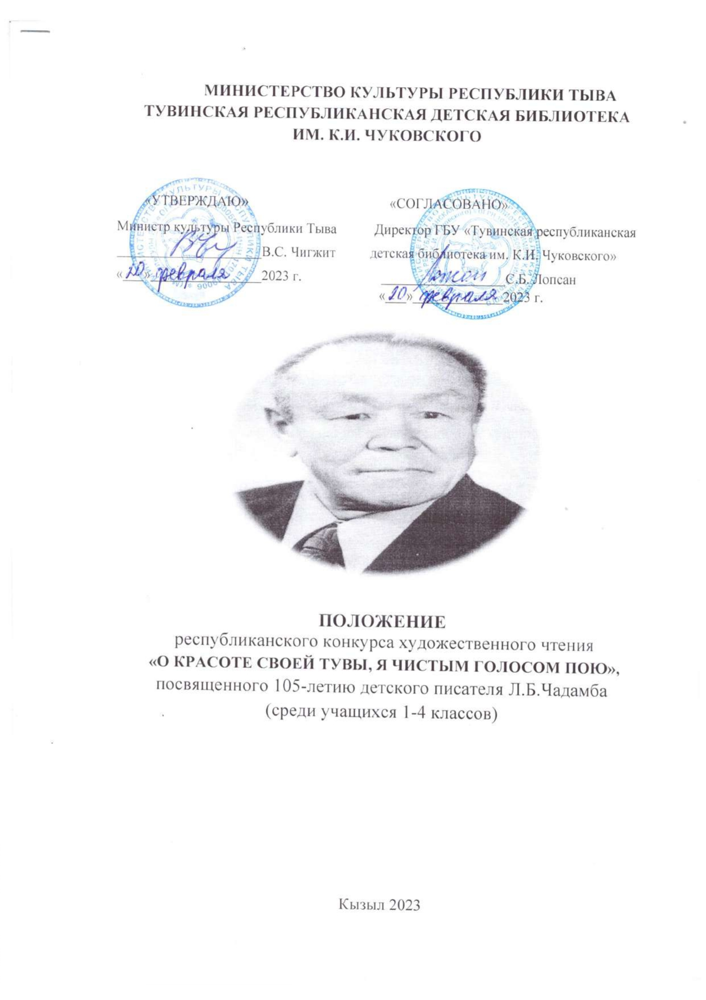 МИНИСТЕРСТВО КУЛЬТУРЫ РЕСПУБЛИКИ ТЫВА
ТУВИНСКАЯ РЕСПУБЛИКАНСКАЯ ДЕТСКАЯ БИБЛИОТЕКА
ИМ. К.И. ЧУКОВСКОГО
«УТВЕРЖДАЮ»
Министр культуры Республики Тыва
В.С. Чигжит
«20» февраля 2023 г.
«СОГЛАСОВАНО»
Директор ГБУ «Тувинская республиканская
детская библиотека им. К.И. Чуковского»
С.Б. Лопсан
«20» февраля 2023 г.
ПОЛОЖЕНИЕ
республиканского конкурса художественного чтения
«О КРАСОТЕ СВОЕЙ ТУВЫ, Я ЧИСТЫМ ГОЛОСОМ ПОЮ»,
посвященного 105-летию детского писателя Л.Б.Чадамба
(среди учащихся 1-4 классов)
Кызыл 2023